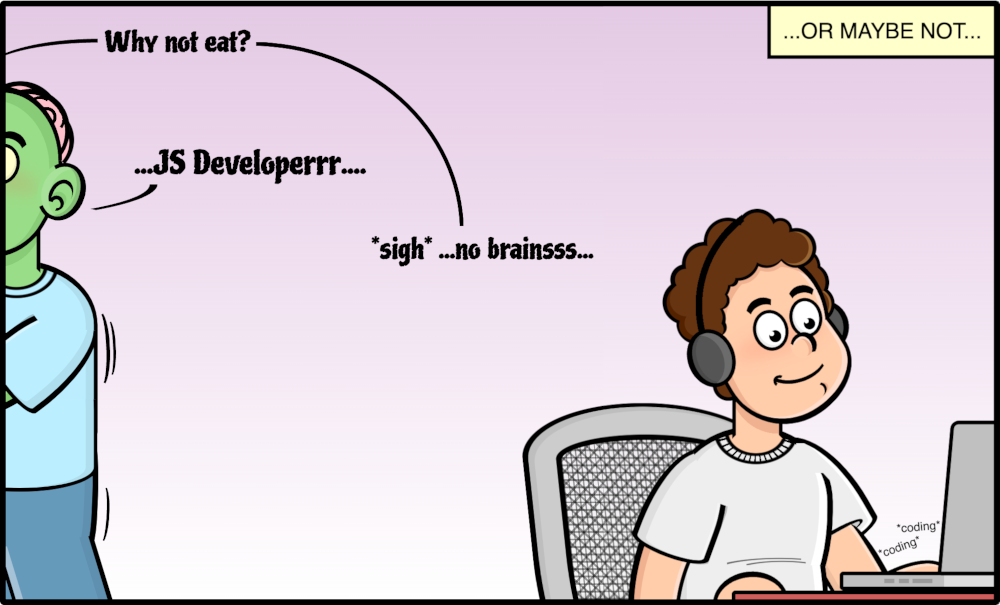 ...OR MAYBE NOT...
Why not eat?
...JS Developerrr....
*sigh* ...no brainsss...
*coding*
*coding*